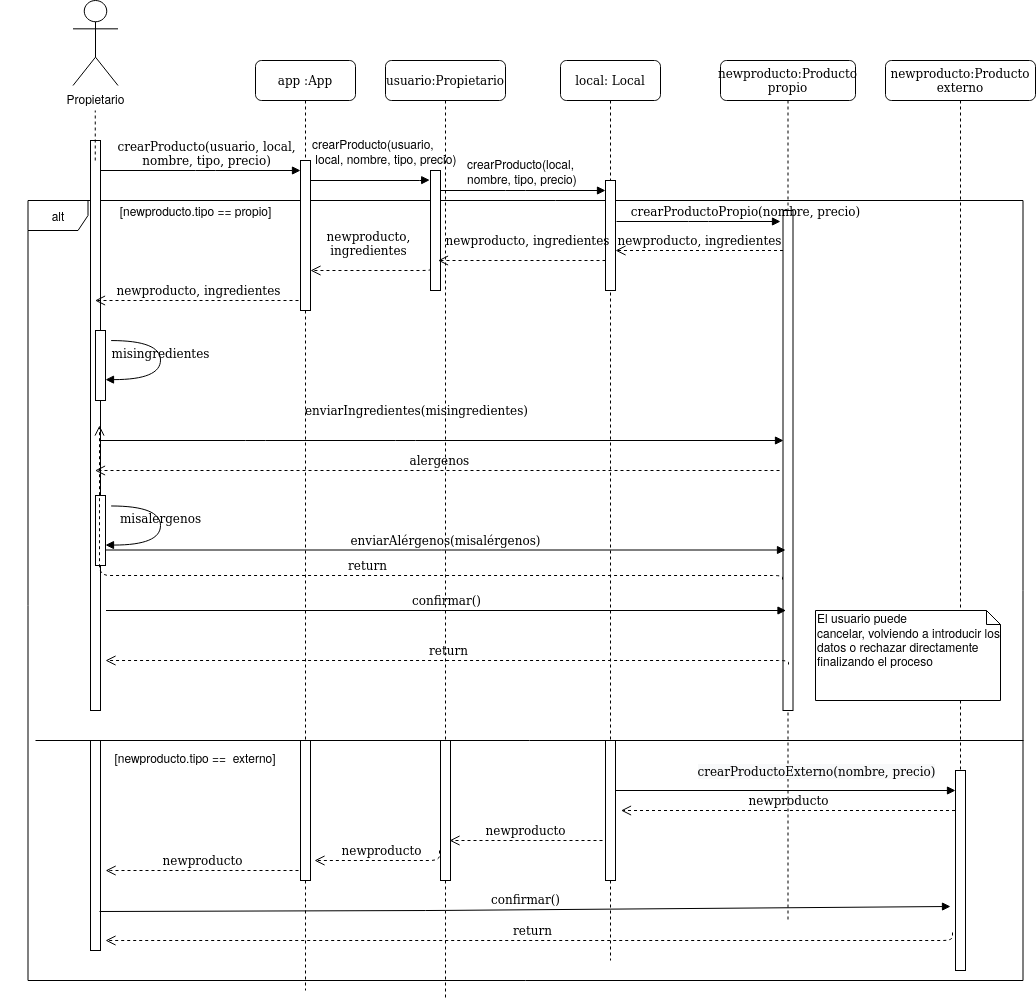 Propietario
app :App
usuario:Propietario
local: Local
newproducto:Producto
propio
newproducto:Producto
externo
crearProducto(usuario, local,
nombre, tipo, precio)
crearProducto(usuario,
local, nombre, tipo, precio)
crearProducto(local,
nombre, tipo, precio)
alt
[newproducto.tipo == propio]
crearProductoPropio(nombre, precio)
newproducto,
ingredientes
newproducto, ingredientes
newproducto, ingredientes
newproducto, ingredientes
misingredientes
enviarIngredientes(misingredientes)
alergenos
misalergenos
enviarAlérgenos(misalérgenos)
return
confirmar()
El usuario puede
cancelar, volviendo a introducir los
datos o rechazar directamente
finalizando el proceso
return
[newproducto.tipo == externo]
crearProductoExterno(nombre, precio)
newproducto
newproducto
newproducto
newproducto
confirmar()
return